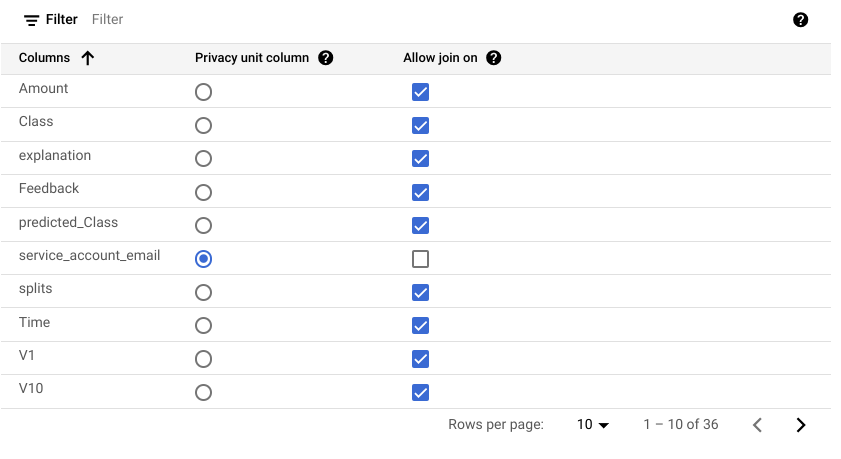 Filter Filter
Columns Privacy unit column Allow join on
Amount
Class
explanation
Feedback
predicted_Class
service_account_email
splits
Time
V1
V10
Rows per page: 10 1 – 10 of 36